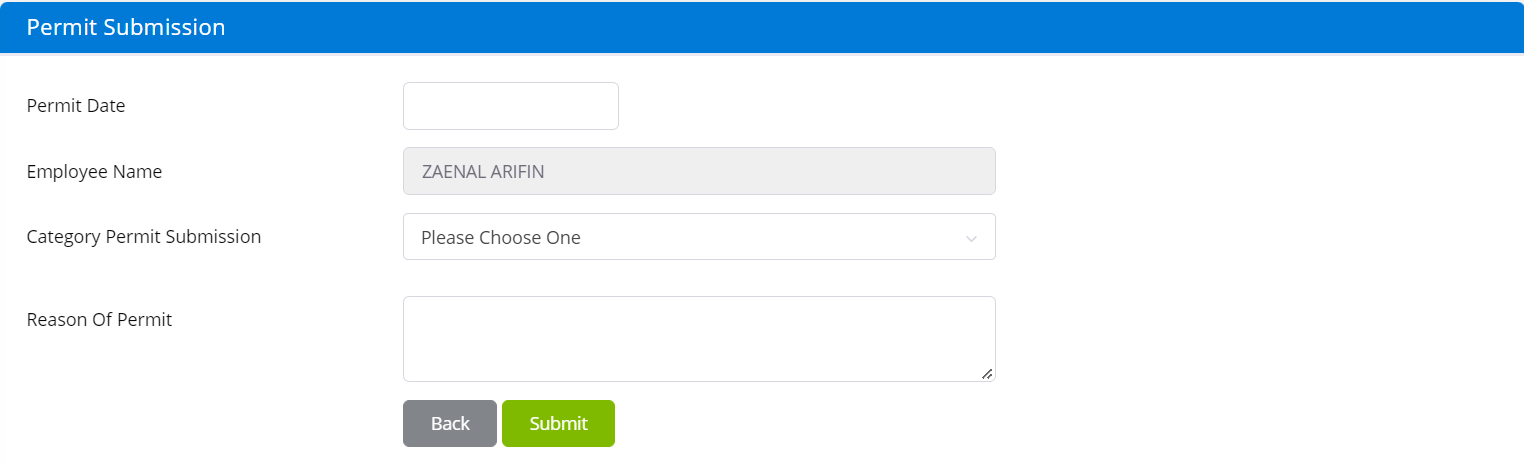 Permit Submission
Permit Date
Employee Name
ZAENAL ARIFIN
Category Permit Submission
Please Choose One
Reason Of Permit
Back
Submit